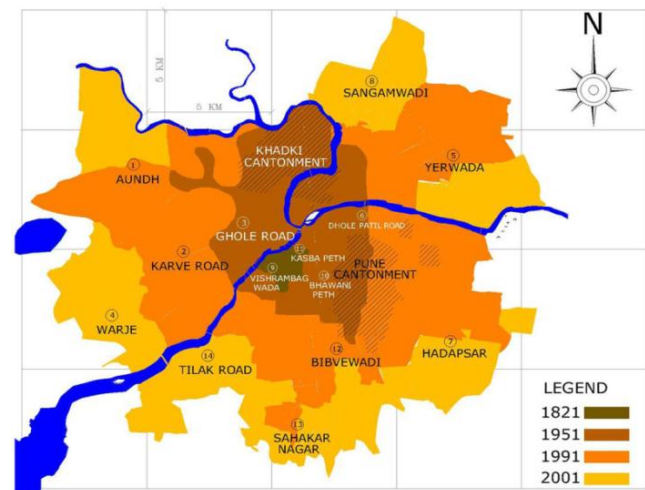 N
5 KM
5 KM
8
SANGAMWADI
KHADKI
CANTONMENT
1
AUNDH
5
YERWADA
6
DHOLE PATIL ROAD
3
GHOLE ROAD
2
KARVE ROAD
11
KASBA PETH
9
VISHRAMBAG
WADA
10
BHAWANI
PETH
PUNE
CANTONMENT
4
WARJE
14
TILAK ROAD
12
BIBVEWADI
7
HADAPSAR
13
SAHAKAR
NAGAR
LEGEND
1821
1951
1991
2001